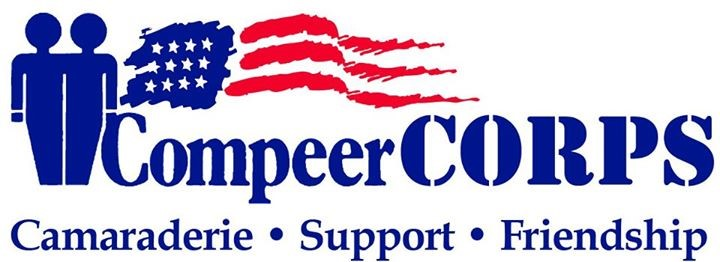 CompeerCORPS
Camaraderie • Support • Friendship